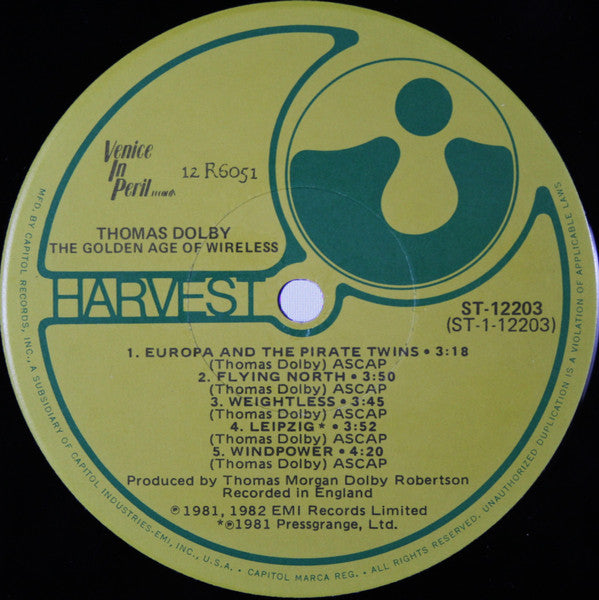 Venice
In
Peril records
12 R6051
THOMAS DOLBY
THE GOLDEN AGE OF WIRELESS
HARVEST
ST-12203
(ST-1-12203)
1. EUROPA AND THE PIRATE TWINS • 3:18
(Thomas Dolby) ASCAP
2. FLYING NORTH • 3:50
(Thomas Dolby) ASCAP
3. WEIGHTLESS • 3:45
(Thomas Dolby) ASCAP
4. LEIPZIG* • 3:52
(Thomas Dolby) ASCAP
5. WINDPOWER • 4:20
(Thomas Dolby) ASCAP
Produced by Thomas Morgan Dolby Robertson
Recorded in England
℗1981, 1982 EMI Records Limited
*℗1981 Pressgrange, Ltd.
MFD. BY CAPITOL RECORDS, INC., A SUBSIDIARY OF CAPITOL INDUSTRIES-EMI, INC., U.S.A. • CAPITOL MARCA REG. • ALL RIGHTS RESERVED. UNAUTHORIZED DUPLICATION IS A VIOLATION OF APPLICABLE LAWS